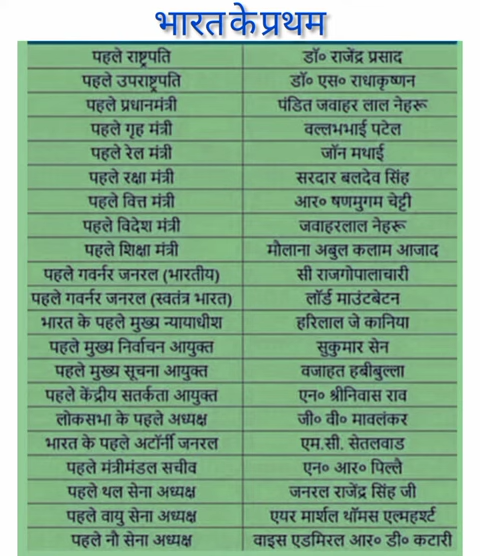 भारत के प्रथम
पहले राष्ट्रपति डॉ० राजेंद्र प्रसाद
पहले उपराष्ट्रपति डॉ० एस० राधाकृष्णन
पहले प्रधानमंत्री पंडित जवाहर लाल नेहरू
पहले गृह मंत्री वल्लभभाई पटेल
पहले रेल मंत्री जॉन मथाई
पहले रक्षा मंत्री सरदार बलदेव सिंह
पहले वित्त मंत्री आर० षणमुगम चेट्टी
पहले विदेश मंत्री जवाहरलाल नेहरू
पहले शिक्षा मंत्री मौलाना अबुल कलाम आजाद
पहले गवर्नर जनरल (भारतीय) सी राजगोपालाचारी
पहले गवर्नर जनरल (स्वतंत्र भारत) लॉर्ड माउंटबेटन
भारत के पहले मुख्य न्यायाधीश हरिलाल जे कानिया
पहले मुख्य निर्वाचन आयुक्त सुकुमार सेन
पहले मुख्य सूचना आयुक्त वजाहत हबीबुल्ला
पहले केंद्रीय सतर्कता आयुक्त एन० श्रीनिवास राव
लोकसभा के पहले अध्यक्ष जी० वी० मावलंकर
भारत के पहले अटॉर्नी जनरल एम.सी. सेतलवाड
पहले मंत्रीमंडल सचीव एन० आर० पिल्लै
पहले थल सेना अध्यक्ष जनरल राजेंद्र सिंह जी
पहले वायु सेना अध्यक्ष एयर मार्शल थॉमस एल्महर्श्ट
पहले नौ सेना अध्यक्ष वाइस एडमिरल आर० डी० कटारी